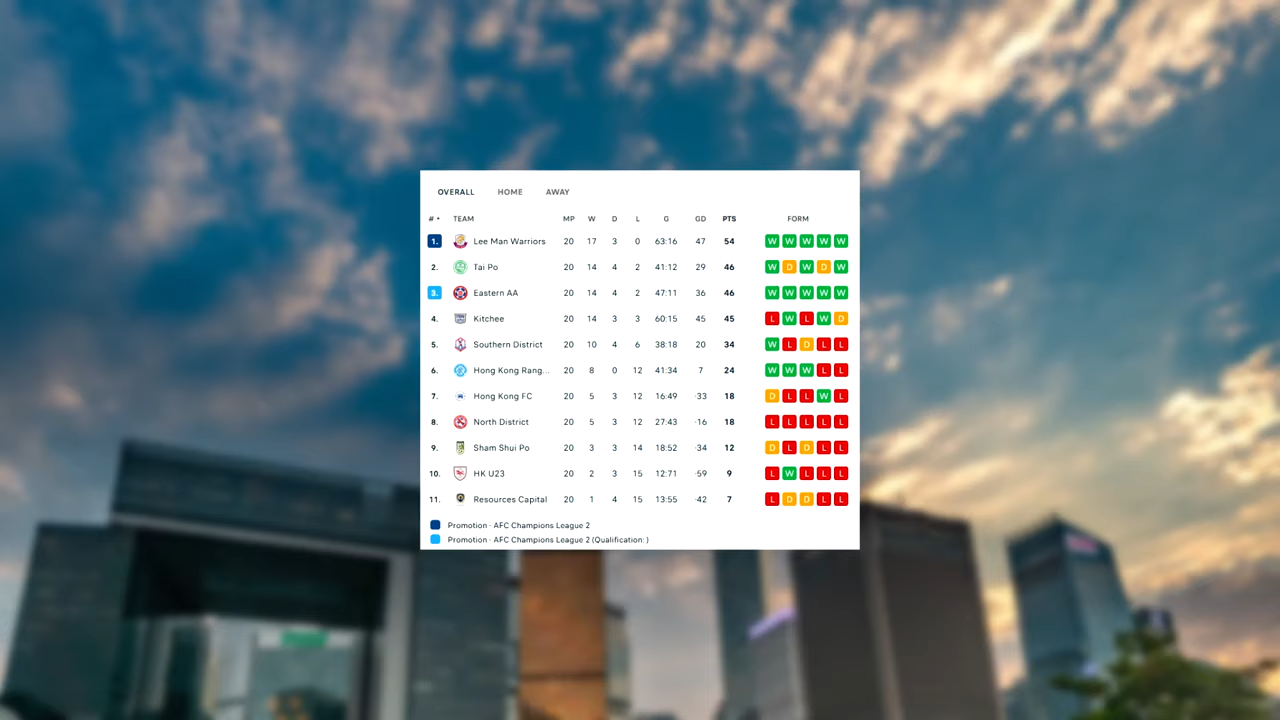 OVERALL HOME AWAY
# TEAM MP W D L G GD PTS FORM
1. Lee Man Warriors 20 17 3 0 63:16 47 54 W W W W W
2. Tai Po 20 14 4 2 41:12 29 46 W D W D W
3. Eastern AA 20 14 4 2 47:11 36 46 W W W W W
4. Kitchee 20 14 3 3 60:15 45 45 L W L W D
5. Southern District 20 10 4 6 38:18 20 34 W L D L L
6. Hong Kong Rang... 20 8 0 12 41:34 7 24 W W W L L
7. Hong Kong FC 20 5 3 12 16:49 -33 18 D L L W L
8. North District 20 5 3 12 27:43 -16 18 L L L L L
9. Sham Shui Po 20 3 3 14 18:52 -34 12 D L D L L
10. HK U23 20 2 3 15 12:71 -59 9 L W L L L
11. Resources Capital 20 1 4 15 13:55 -42 7 L D D L L
Promotion - AFC Champions League 2
Promotion - AFC Champions League 2 (Qualification: )